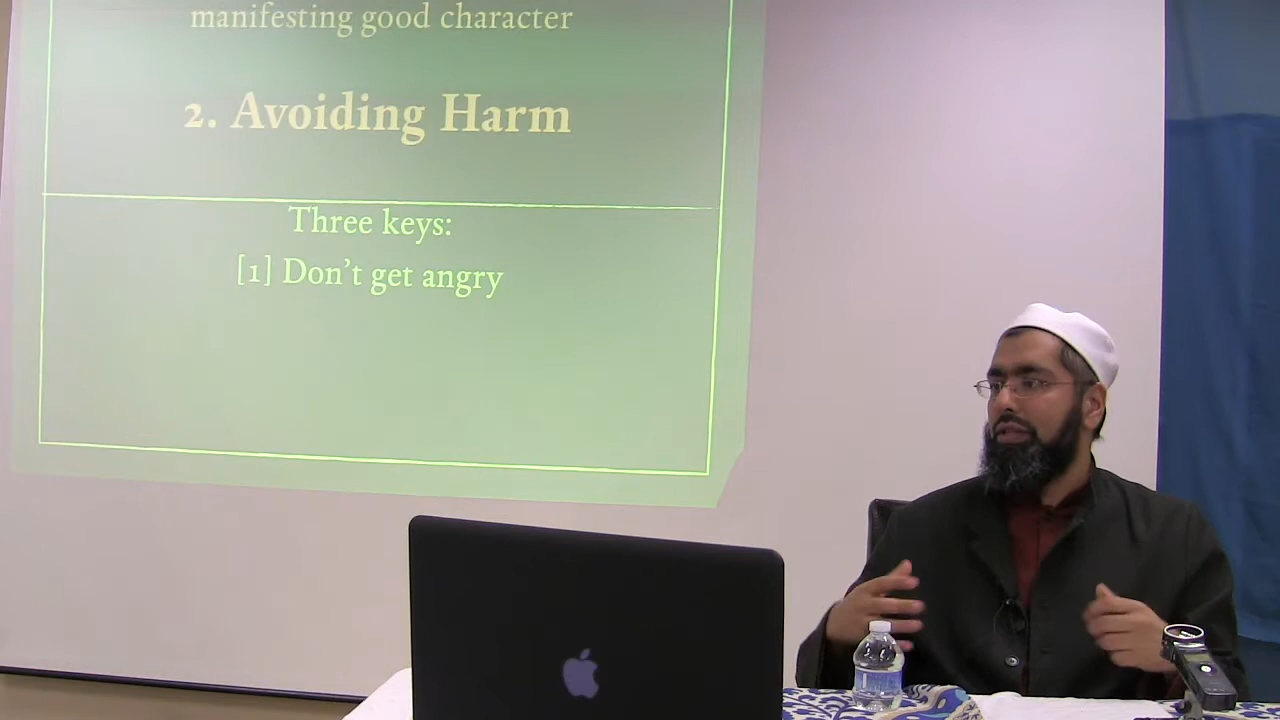 manifesting good character
2. Avoiding Harm
Three keys:
[1] Don't get angry